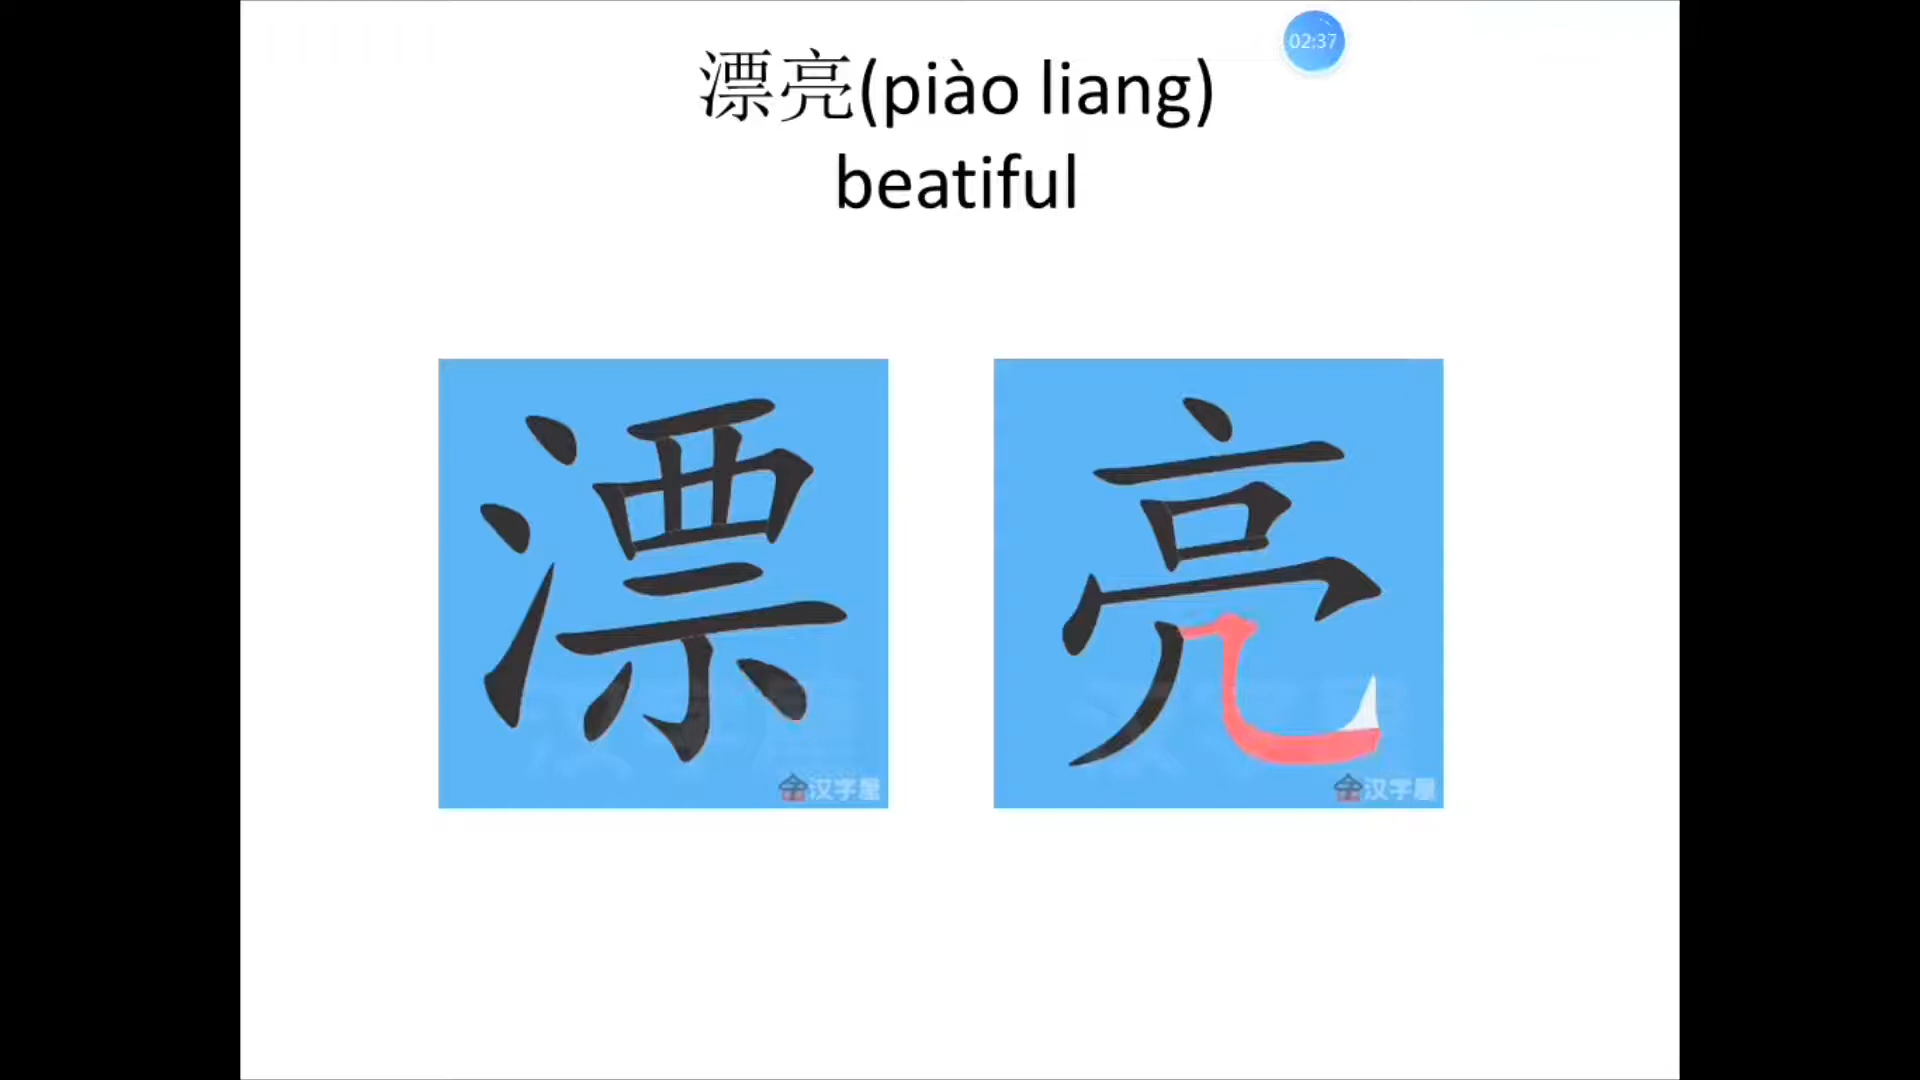 漂亮(piào liang)
beatiful
02:37
漂
亮
汉字屋
汉字屋